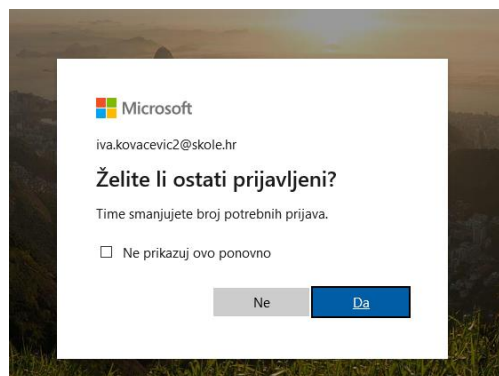 Microsoft
iva.kovacevic2@skole.hr
Želite li ostati prijavljeni?
Time smanjujete broj potrebnih prijava.
Ne prikazuj ovo ponovno
Ne
Da